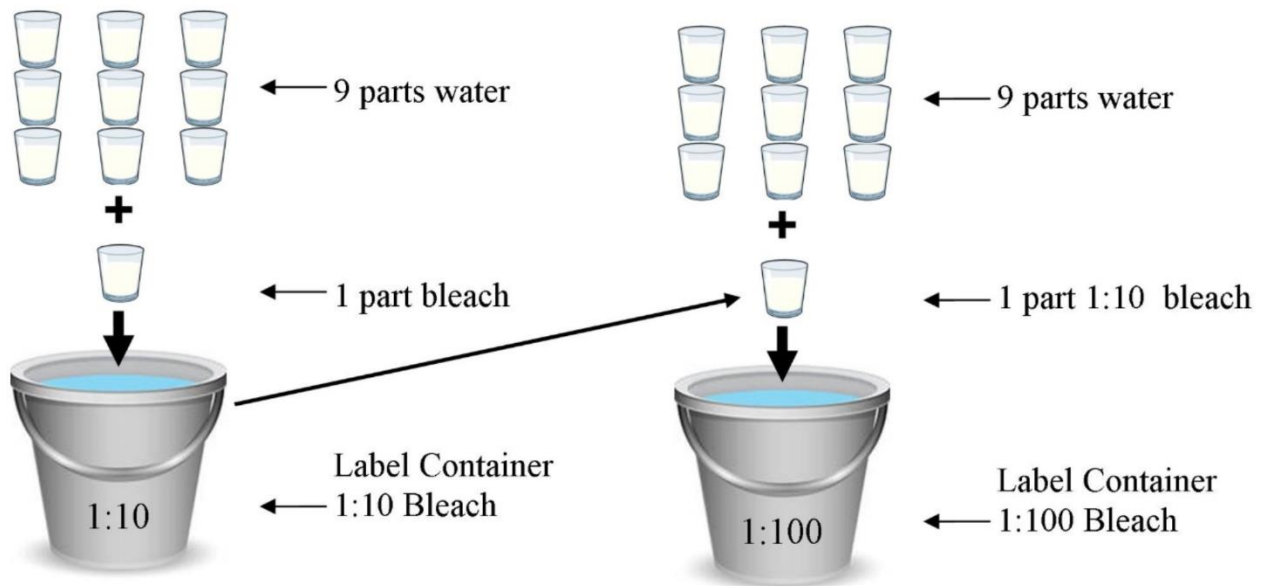 9 parts water
+
1 part bleach
Label Container
1:10 Bleach
1:10
9 parts water
+
1 part 1:10 bleach
Label Container
1:100 Bleach
1:100